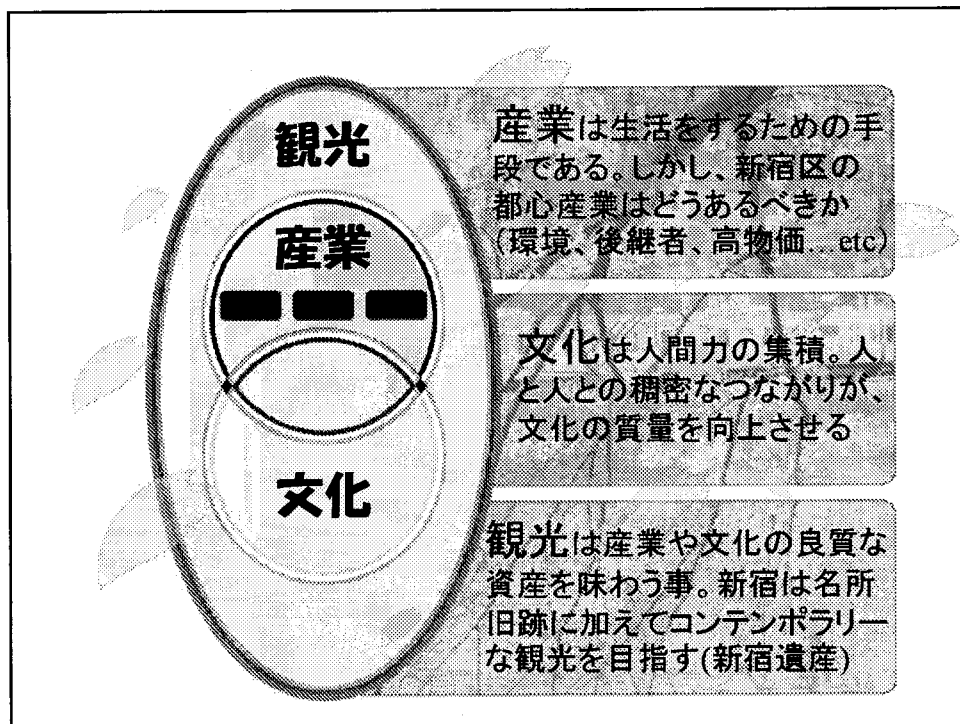 観光
産業
文化
産業は生活をするための手
段である。しかし、新宿区の
都心産業はどうあるべきか
(環境、後継者、高物価…etc)
文化は人間力の集積。人
と人との稠密なつながりが、
文化の質量を向上させる
観光は産業や文化の良質な
資産を味わう事。新宿は名所
旧跡に加えてコンテンポラリー
な観光を目指す(新宿遺産)